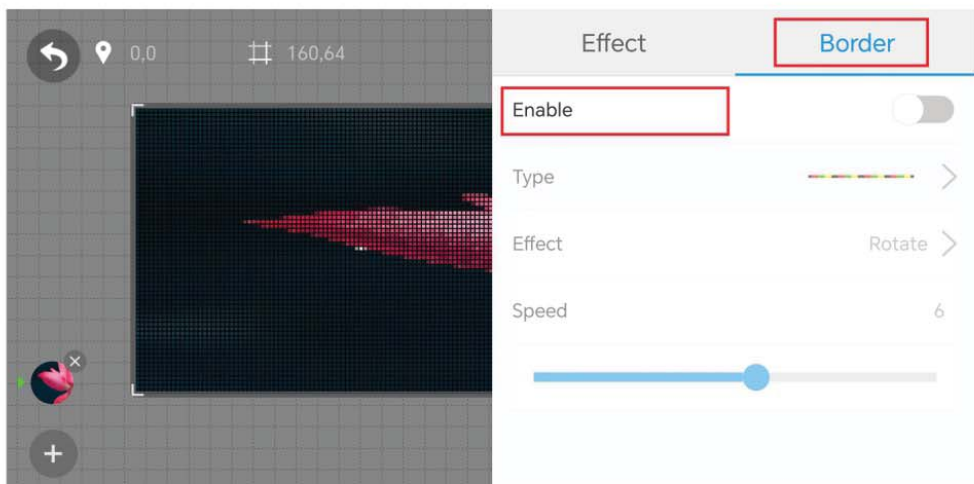 0,0
160,64
Effect
Border
Enable
Type
Effect
Rotate
Speed
6